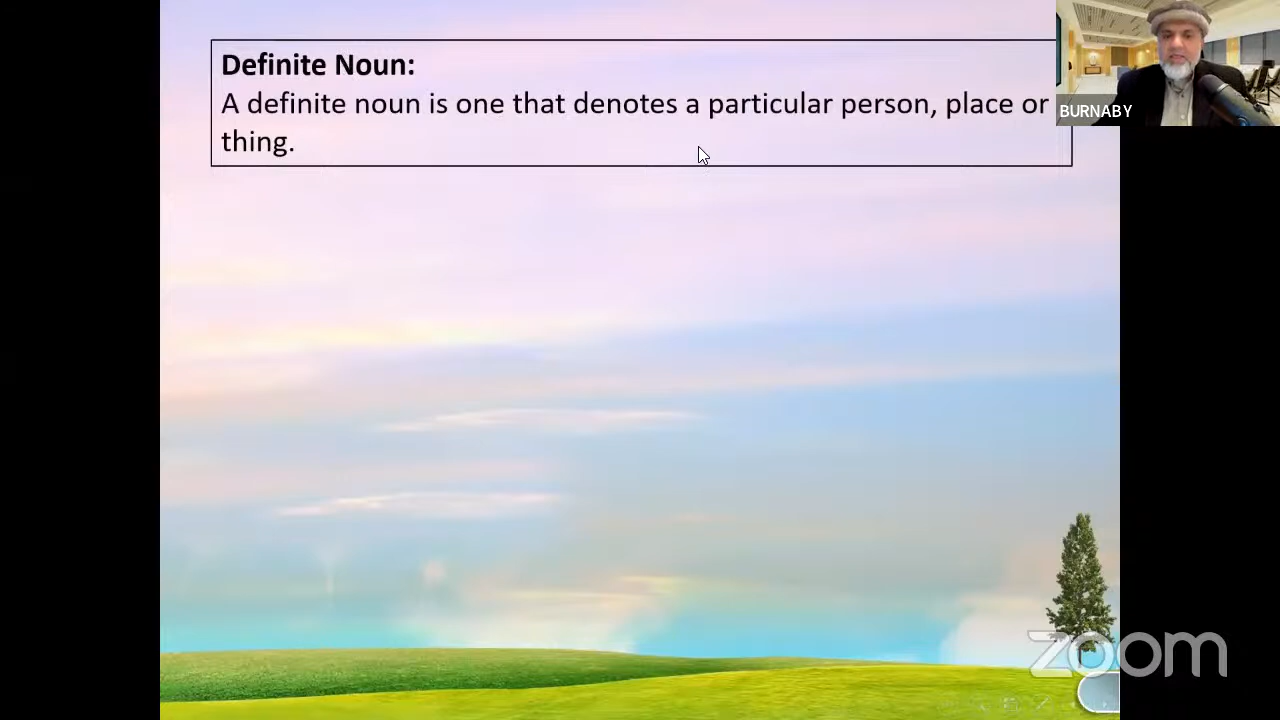 Definite Noun:
A definite noun is one that denotes a particular person, place or
thing.
BURNABY
zoom